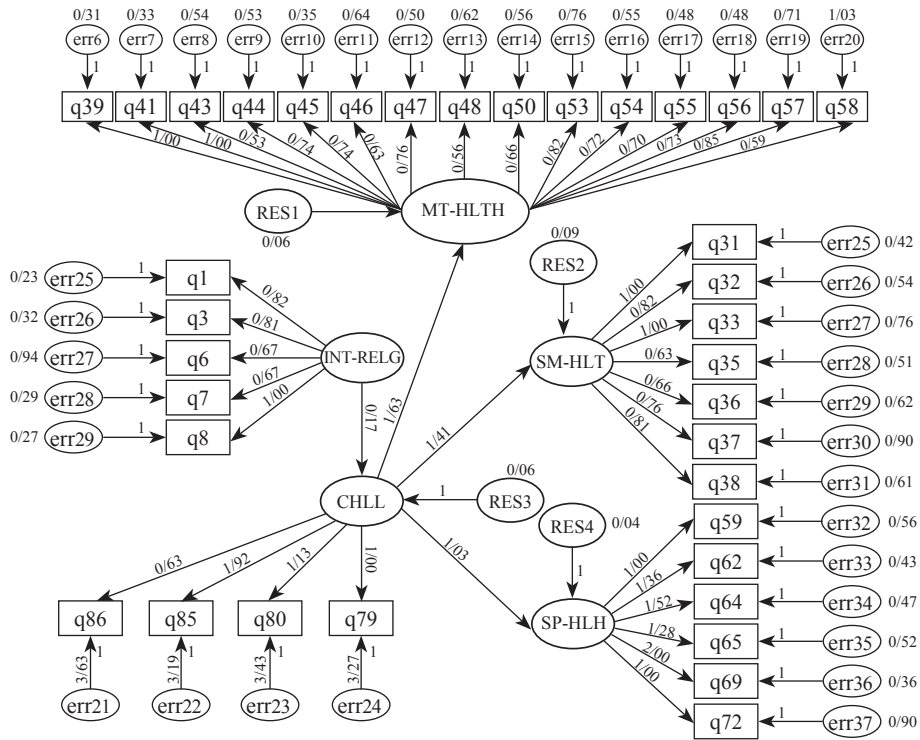 0/31 0/33 0/54 0/53 0/35 0/64 0/50 0/62 0/56 0/76 0/55 0/48 0/48 0/71 1/03
err6 err7 err8 err9 err10 err11 err12 err13 err14 err15 err16 err17 err18 err19 err20
1 1 1 1 1 1 1 1 1 1 1 1 1 1 1
q39 q41 q43 q44 q45 q46 q47 q48 q50 q53 q54 q55 q56 q57 q58
1/00 1/00 0/53 0/74 0/74 0/63 0/76 0/56 0/66 0/82 0/72 0/70 0/73 0/85 0/59
RES1 MT-HLTH
0/06
0/23 err25 1 q1
0/32 err26 1 q3
0/94 err27 1 q6
0/29 err28 1 q7
0/27 err29 1 q8
0/82
0/81
0/67
0/67
1/00
INT-RELG
0/17
1/63
1/41
1/03
0/09
RES2
1
SM-HLT
1/00
0/82
1/00
0/63
0/66
0/76
0/81
q31 1 err25 0/42
q32 1 err26 0/54
q33 1 err27 0/76
q35 1 err28 0/51
q36 1 err29 0/62
q37 1 err30 0/90
q38 1 err31 0/61
CHLL
1
0/06
RES3
RES4 0/04
1
SP-HLH
1/00
1/36
1/52
1/28
2/00
1/00
q59 1 err32 0/56
q62 1 err33 0/43
q64 1 err34 0/47
q65 1 err35 0/52
q69 1 err36 0/36
q72 1 err37 0/90
0/63 1/92 1/13 1/00
q86 q85 q80 q79
3/63 1 3/19 1 3/43 1 3/27 1
err21 err22 err23 err24